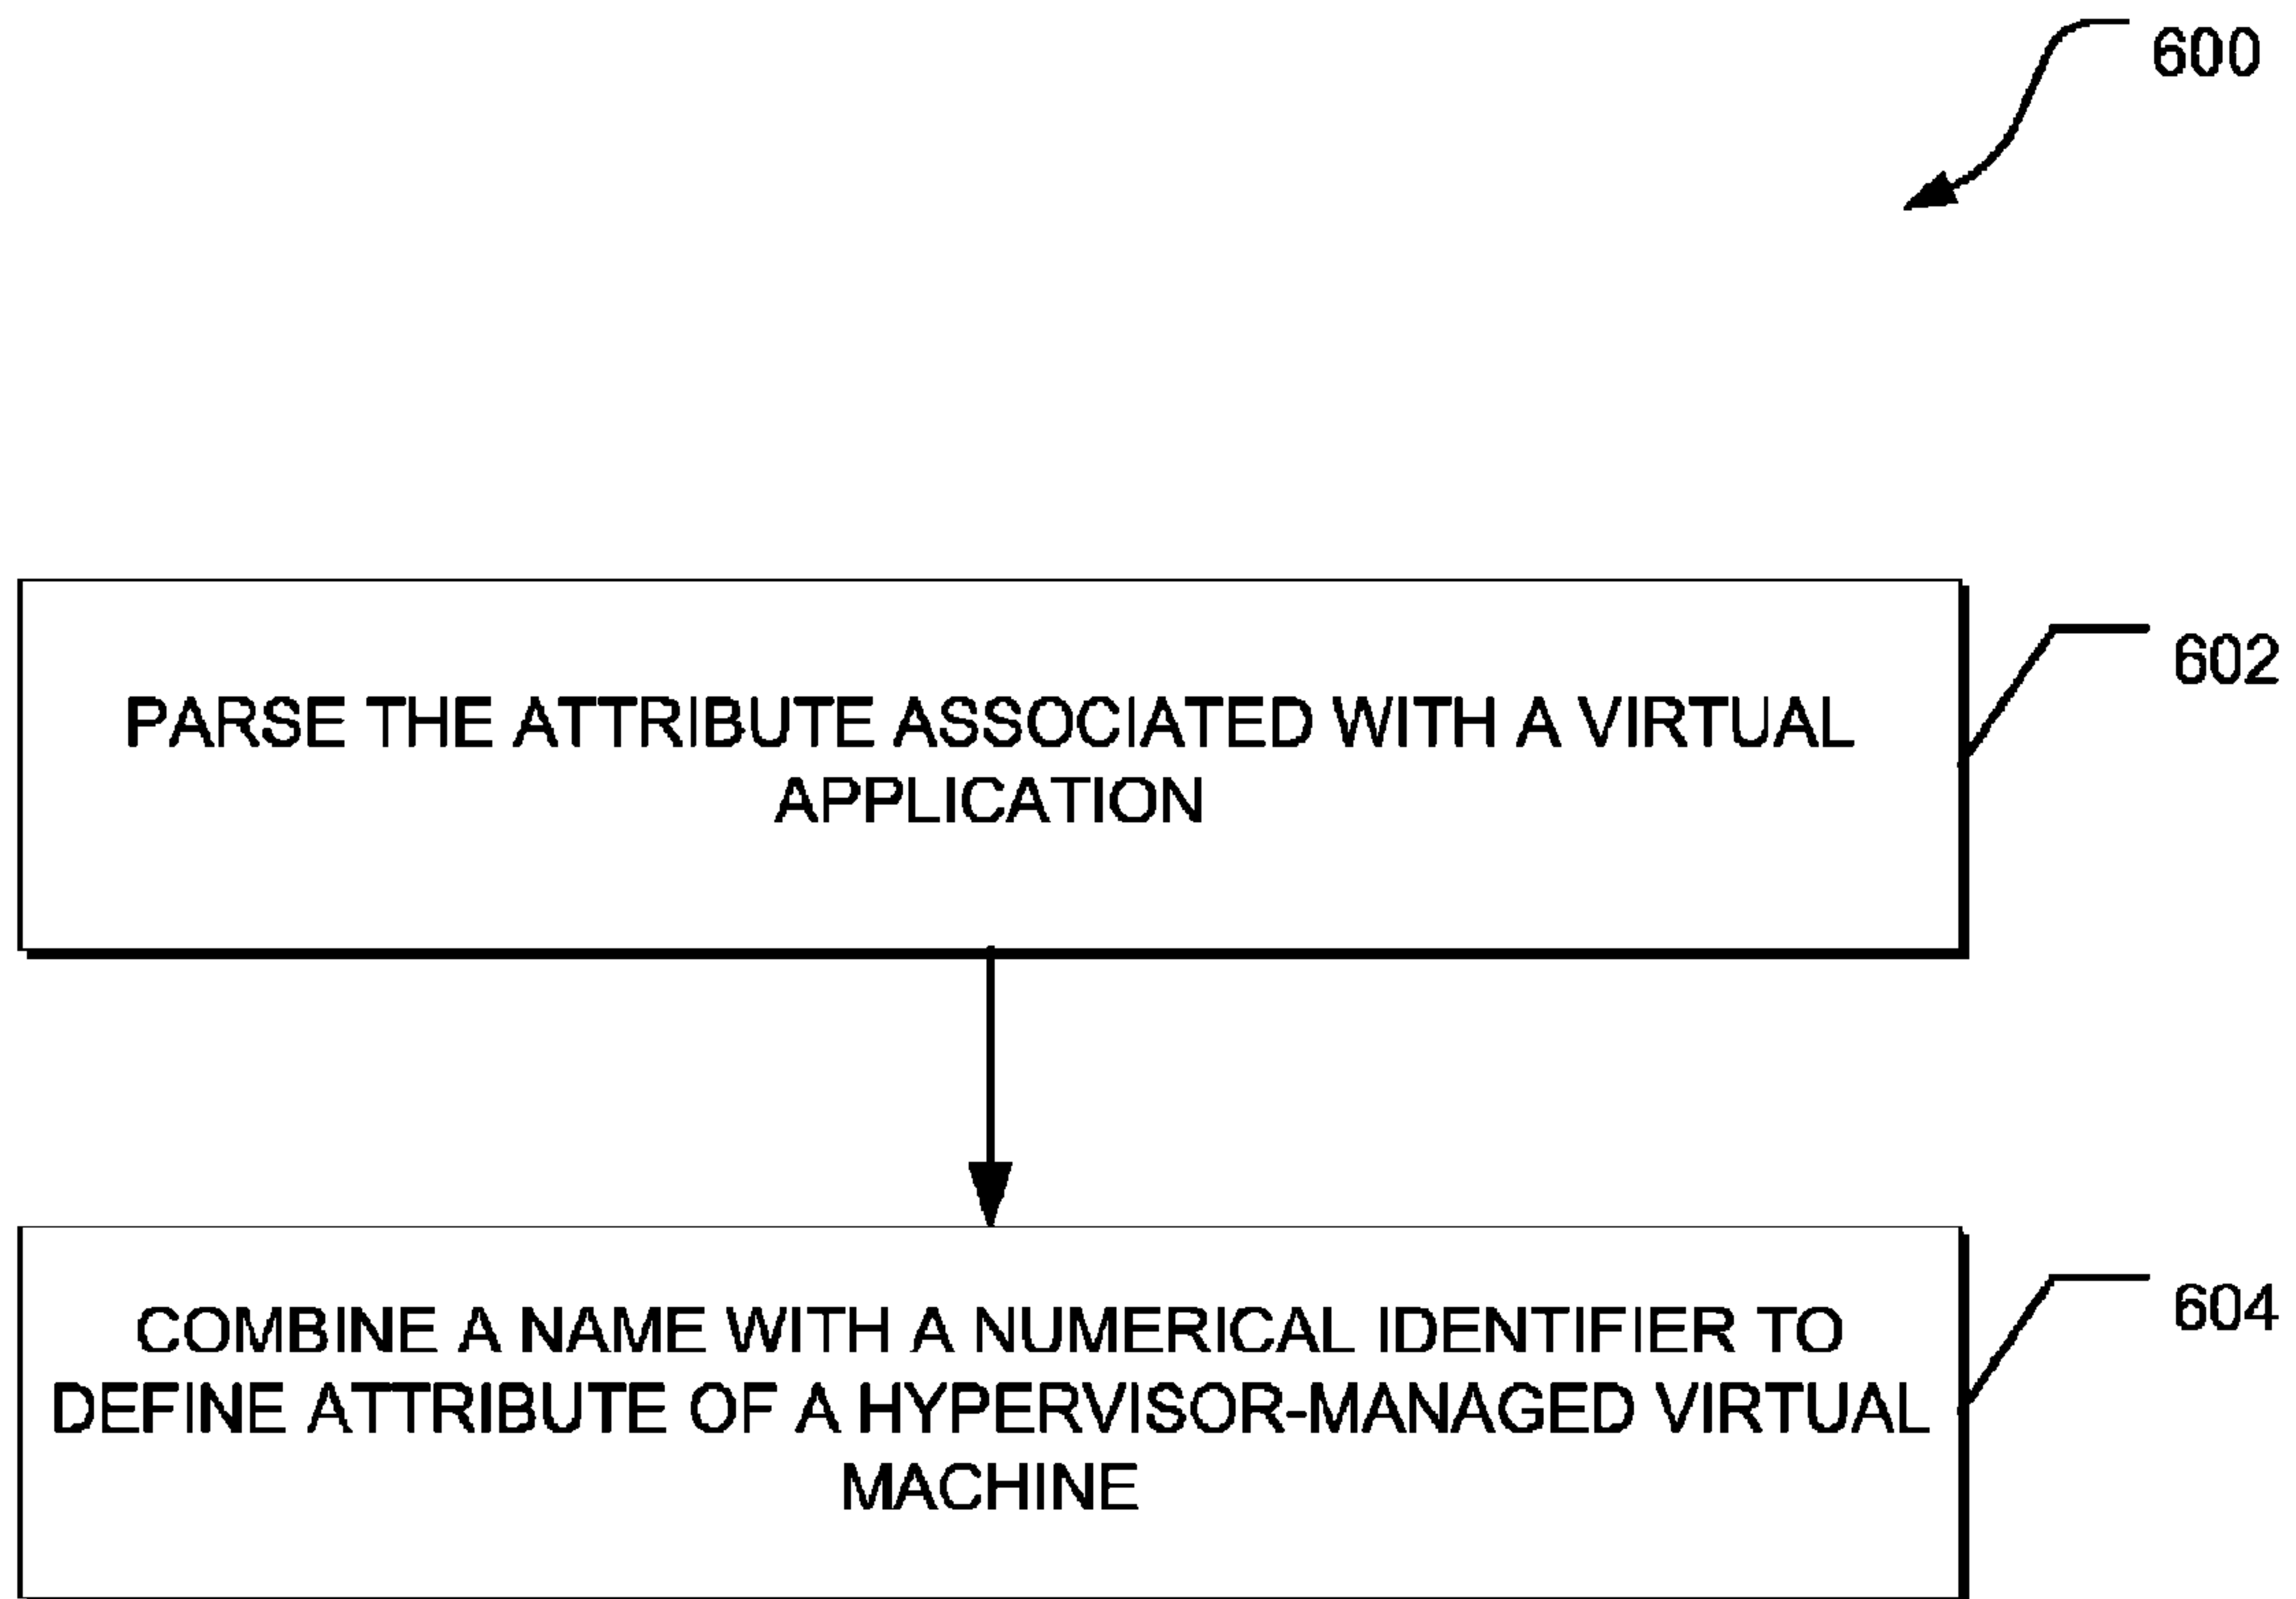 600
602
PARSE THE ATTRIBUTE ASSOCIATED WITH A VIRTUAL
APPLICATION
604
COMBINE A NAME WITH A NUMERICAL IDENTIFIER TO
DEFINE ATTRIBUTE OF A HYPERVISOR-MANAGED VIRTUAL
MACHINE